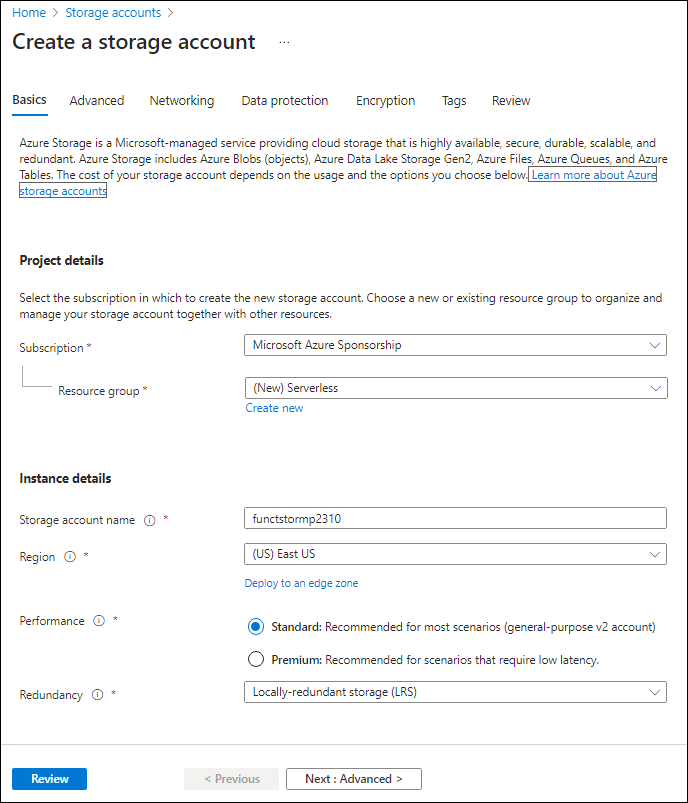 Home > Storage accounts >
Create a storage account ...
Basics Advanced Networking Data protection Encryption Tags Review
Azure Storage is a Microsoft-managed service providing cloud storage that is highly available, secure, durable, scalable, and
redundant. Azure Storage includes Azure Blobs (objects), Azure Data Lake Storage Gen2, Azure Files, Azure Queues, and Azure
Tables. The cost of your storage account depends on the usage and the options you choose below. Learn more about Azure
storage accounts
Project details
Select the subscription in which to create the new storage account. Choose a new or existing resource group to organize and
manage your storage account together with other resources.
Subscription * Microsoft Azure Sponsorship
Resource group * (New) Serverless
Create new
Instance details
Storage account name * functstormp2310
Region * (US) East US
Deploy to an edge zone
Performance * Standard: Recommended for most scenarios (general-purpose v2 account)
Premium: Recommended for scenarios that require low latency.
Redundancy * Locally-redundant storage (LRS)
Review < Previous Next : Advanced >